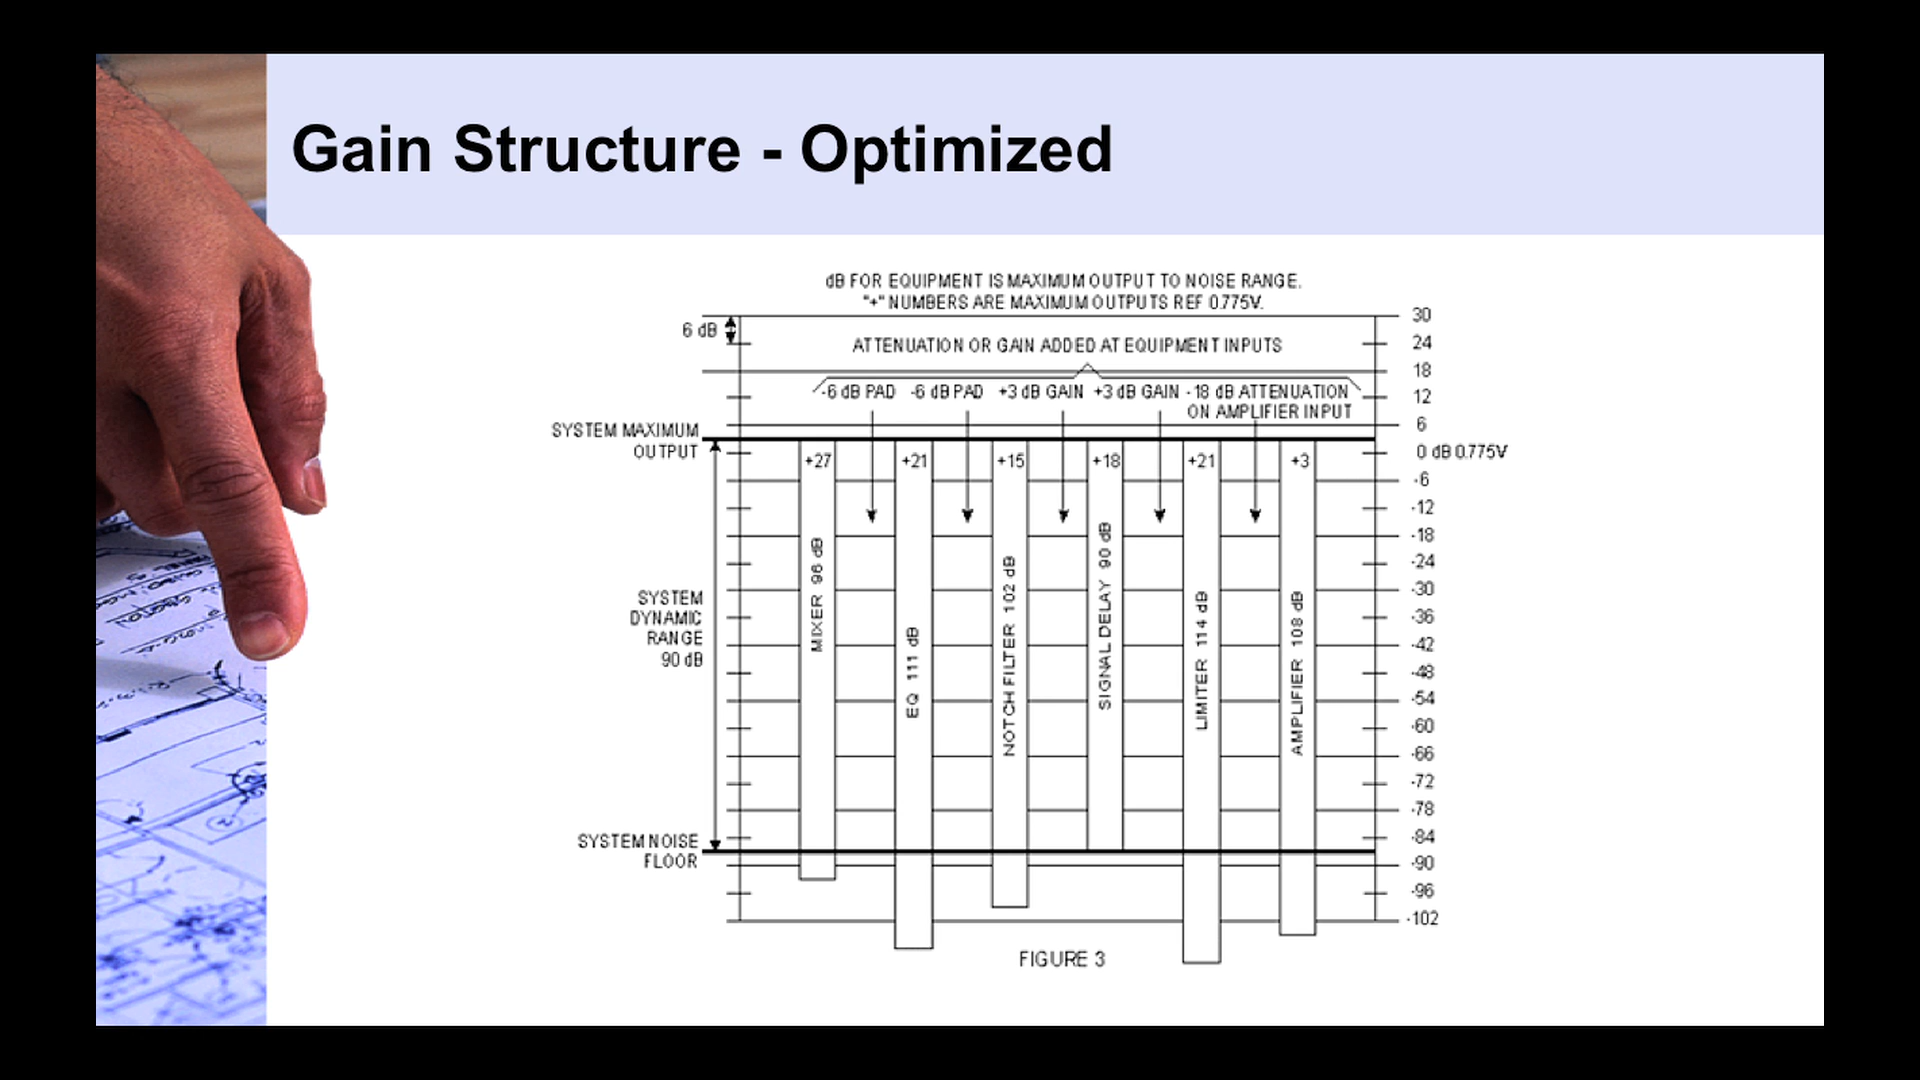 Gain Structure - Optimized
dB FOR EQUIPMENT IS MAXIMUM OUTPUT TO NOISE RANGE.
"+" NUMBERS ARE MAXIMUM OUTPUTS REF 0.775V.
6 dB
ATTENUATION OR GAIN ADDED AT EQUIPMENT INPUTS
-6 dB PAD
-6 dB PAD
+3 dB GAIN
+3 dB GAIN
-18 dB ATTENUATION
ON AMPLIFIER INPUT
SYSTEM MAXIMUM
OUTPUT
+27
+21
+15
+18
+21
+3
MIXER 96 dB
EQ 111 dB
NOTCH FILTER 102 dB
SIGNAL DELAY 90 dB
LIMITER 114 dB
AMPLIFIER 108 dB
SYSTEM
DYNAMIC
RANGE
90 dB
SYSTEM NOISE
FLOOR
30
24
18
12
6
0 dB 0.775V
-6
-12
-18
-24
-30
-36
-42
-48
-54
-60
-66
-72
-78
-84
-90
-96
-102
FIGURE 3